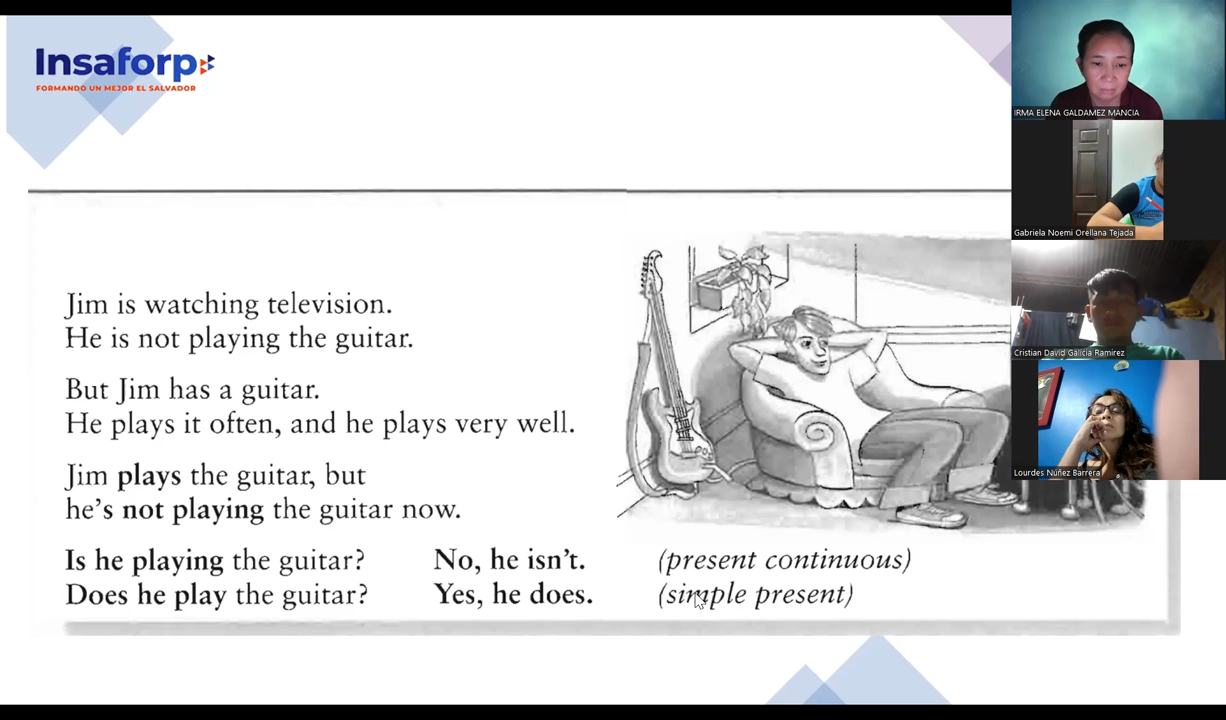 Insaforp
FORMANDO UN MEJOR EL SALVADOR
Jim is watching television.
He is not playing the guitar.
But Jim has a guitar.
He plays it often, and he plays very well.
Jim plays the guitar, but
he's not playing the guitar now.
Is he playing the guitar? No, he isn't. (present continuous)
Does he play the guitar? Yes, he does. (simple present)
IRMA ELENA GALDAMEZ MANCIA
Gabriela Noemi Orellana Tejada
Cristian David Galicia Ramirez
Lourdes Núñez Barrera